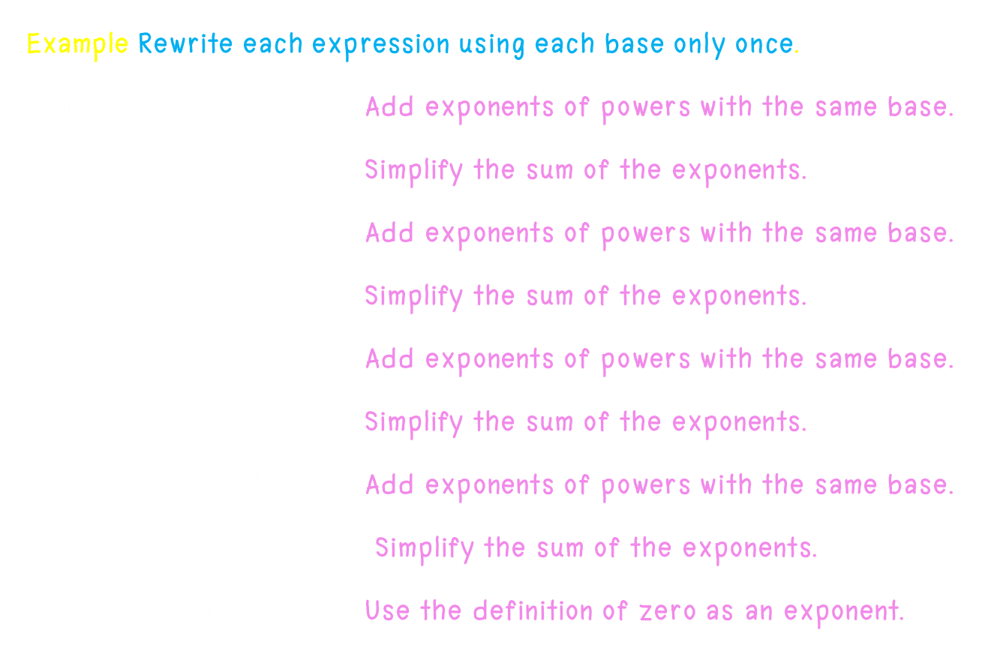 Example Rewrite each expression using each base only once.
Add exponents of powers with the same base.
Simplify the sum of the exponents.
Add exponents of powers with the same base.
Simplify the sum of the exponents.
Add exponents of powers with the same base.
Simplify the sum of the exponents.
Add exponents of powers with the same base.
Simplify the sum of the exponents.
Use the definition of zero as an exponent.